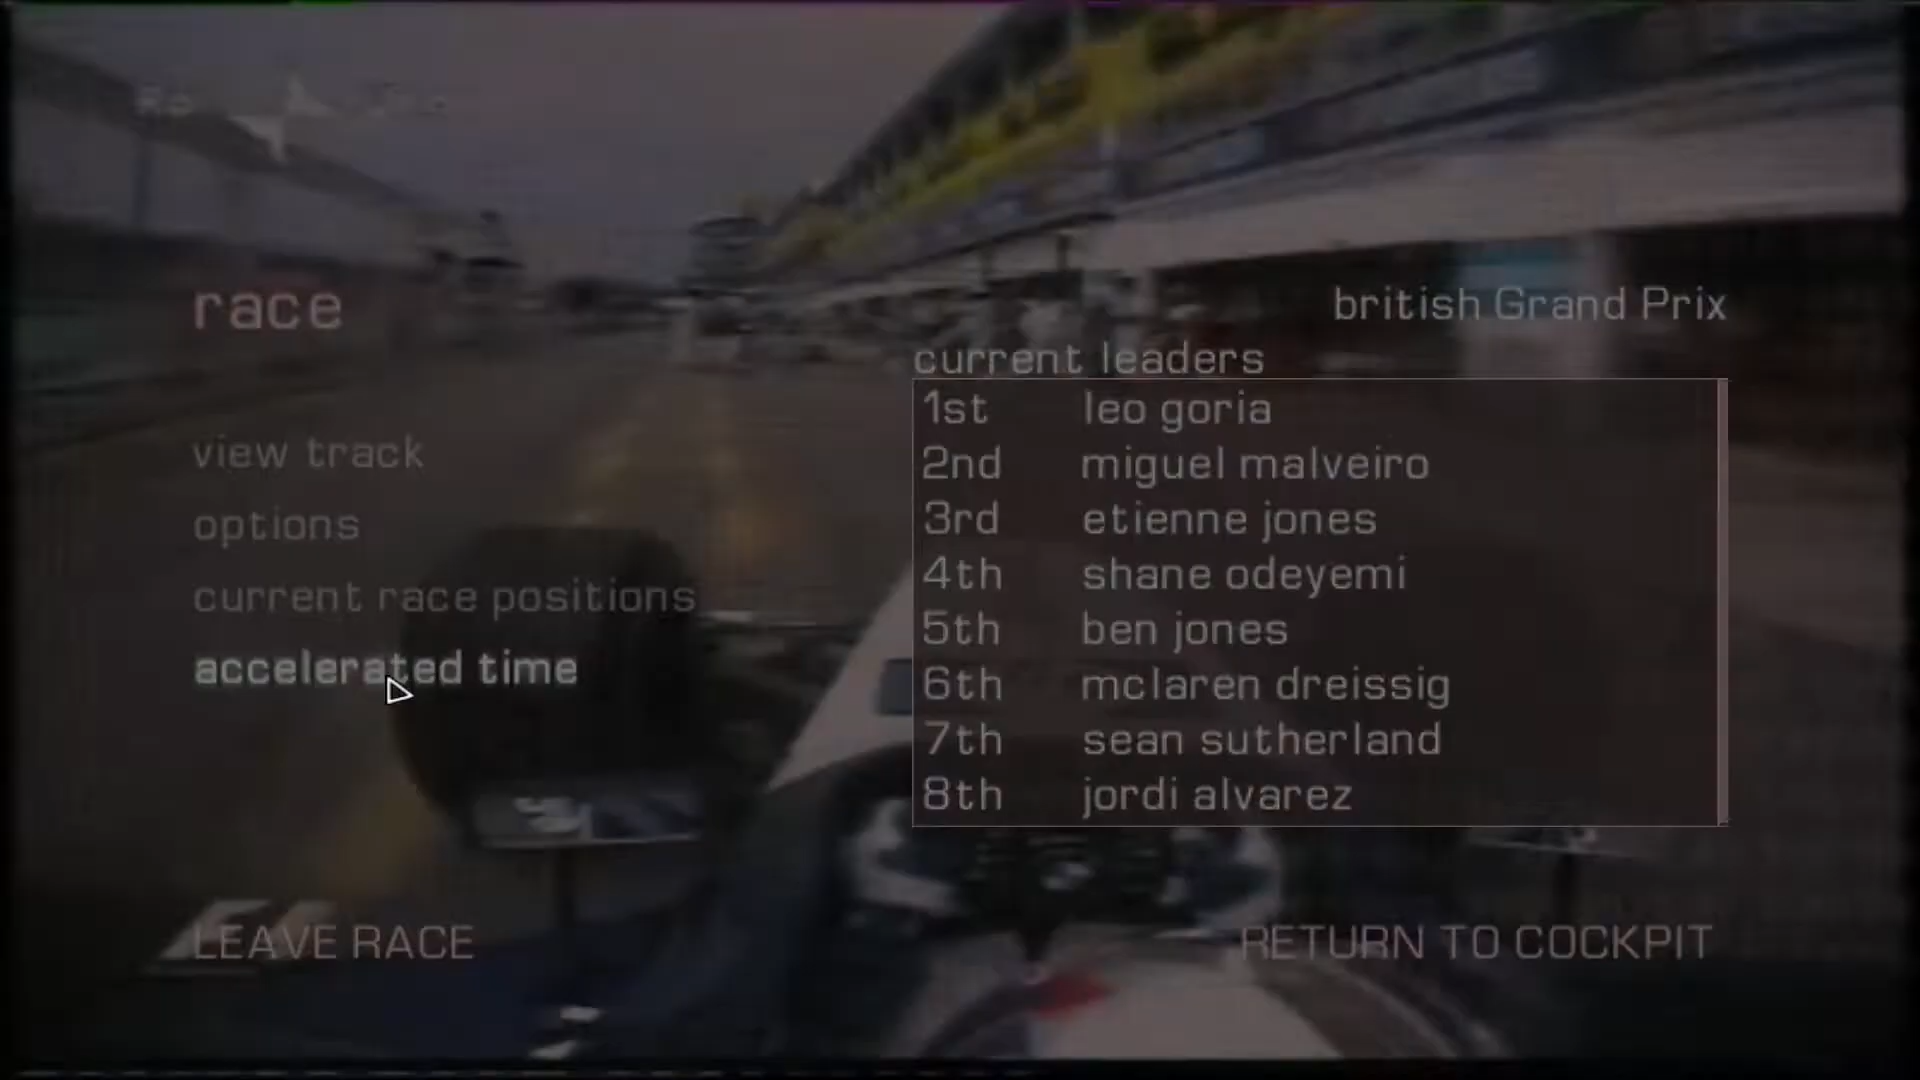 race
british Grand Prix
current leaders
1st leo goria
2nd miguel malveiro
3rd etienne jones
4th shane odeyemi
5th ben jones
6th mclaren dreissig
7th sean sutherland
8th jordi alvarez
view track
options
current race positions
accelerated time
LEAVE RACE
RETURN TO COCKPIT